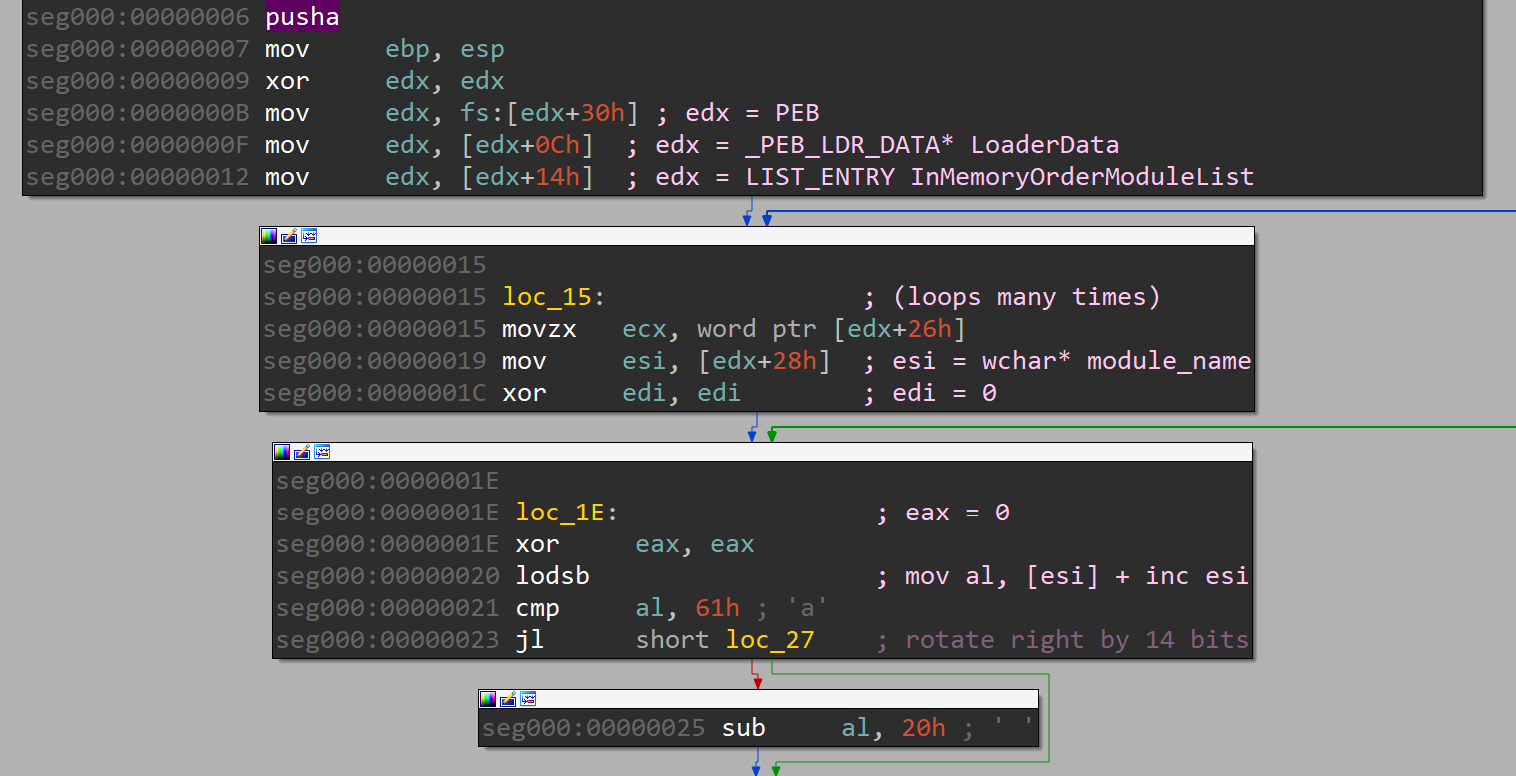 seg000:00000006 pusha
seg000:00000007 mov ebp, esp
seg000:00000009 xor edx, edx
seg000:0000000B mov edx, fs:[edx+30h] ; edx = PEB
seg000:0000000F mov edx, [edx+0Ch] ; edx = _PEB_LDR_DATA* LoaderData
seg000:00000012 mov edx, [edx+14h] ; edx = LIST_ENTRY InMemoryOrderModuleList
seg000:00000015
seg000:00000015 loc_15: ; (loops many times)
seg000:00000015 movzx ecx, word ptr [edx+26h]
seg000:00000019 mov esi, [edx+28h] ; esi = wchar* module_name
seg000:0000001C xor edi, edi ; edi = 0
seg000:0000001E
seg000:0000001E loc_1E: ; eax = 0
seg000:0000001E xor eax, eax
seg000:00000020 lodsb ; mov al, [esi] + inc esi
seg000:00000021 cmp al, 61h ; 'a'
seg000:00000023 jl short loc_27 ; rotate right by 14 bits
seg000:00000025 sub al, 20h ; ' '